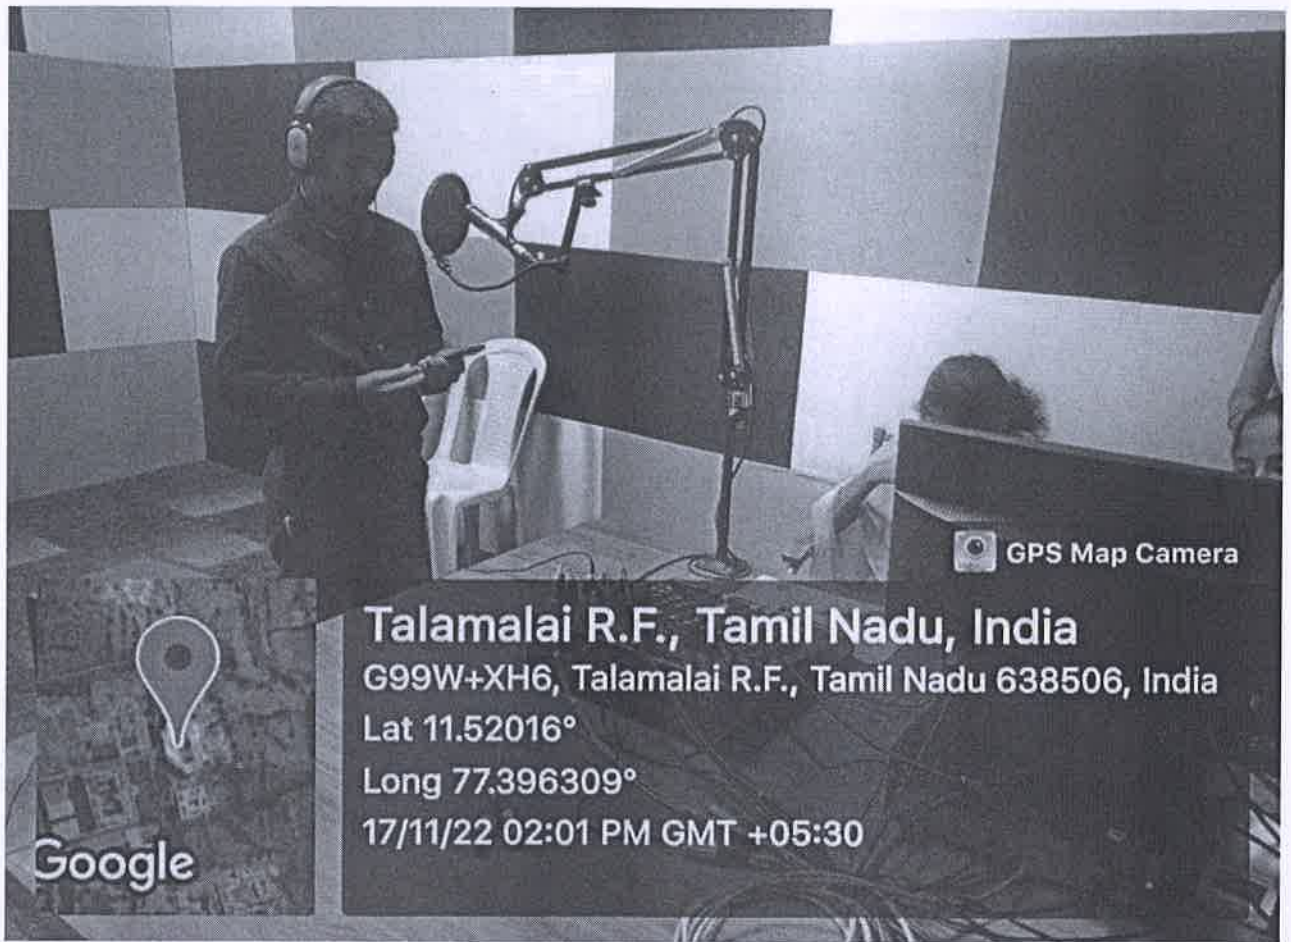 GPS Map Camera
Talamalai R.F., Tamil Nadu, India
G99W+XH6, Talamalai R.F., Tamil Nadu 638506, India
Lat 11.52016°
Long 77.396309°
17/11/22 02:01 PM GMT +05:30
Google